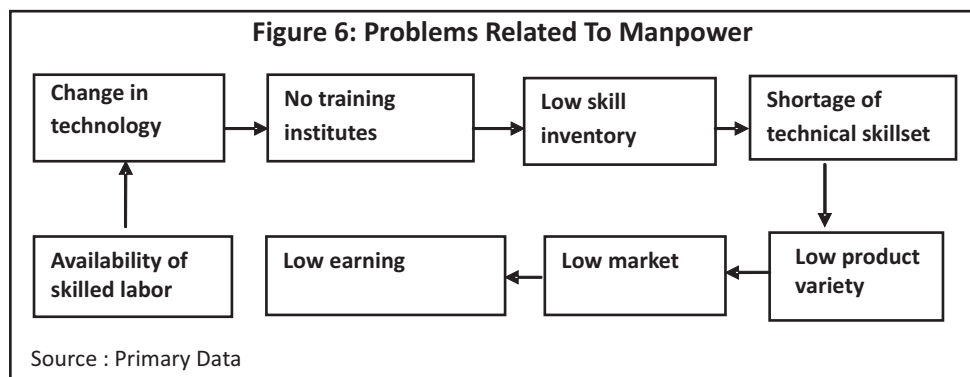 Figure 6: Problems Related To Manpower
Change in
technology
No training
institutes
Low skill
inventory
Shortage of
technical skillset
Availability of
skilled labor
Low earning
Low market
Low product
variety
Source : Primary Data